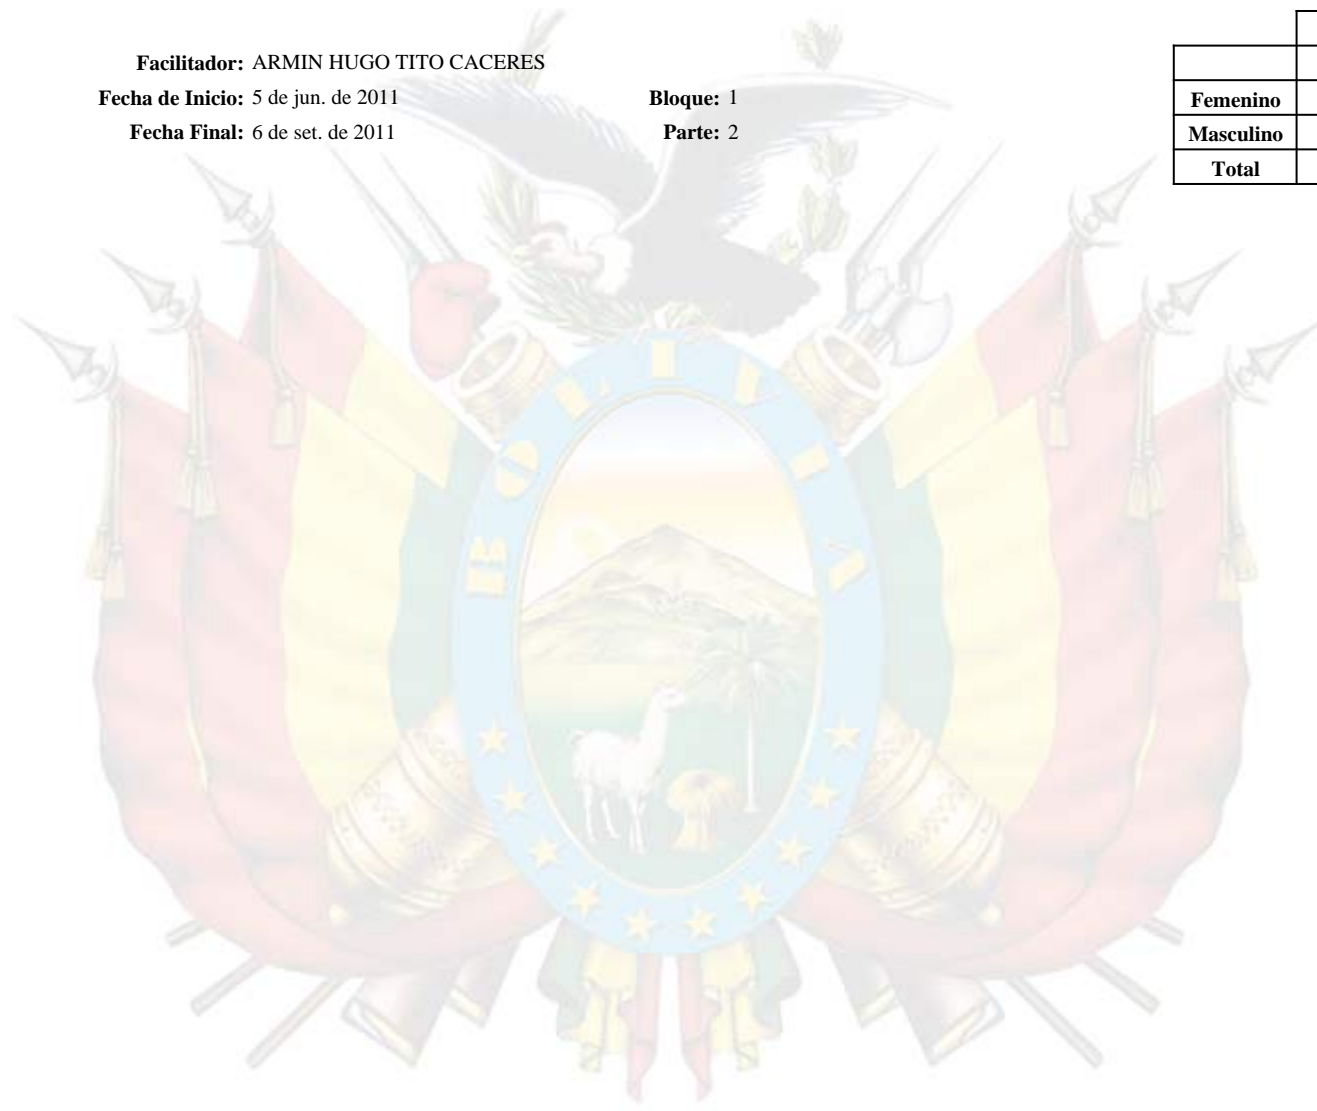 Facilitador: ARMIN HUGO TITO CACERES
Fecha de Inicio: 5 de jun. de 2011 Bloque: 1
Fecha Final: 6 de set. de 2011 Parte: 2
Femenino
Masculino
Total
BOLIVIA